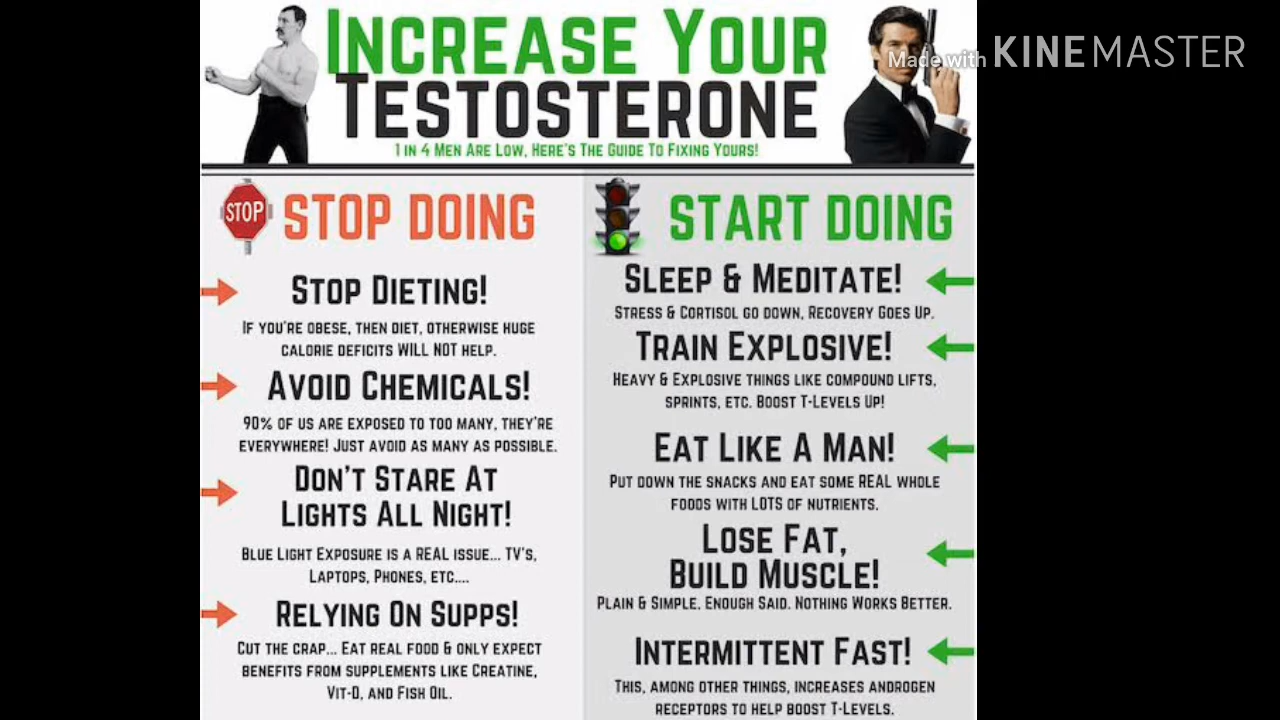 INCREASE YOUR
TESTOSTERONE
1 IN 4 MEN ARE LOW, HERE'S THE GUIDE TO FIXING YOURS!
Made with KINEMASTER
STOP
STOP DOING
STOP DIETING!
IF YOU'RE OBESE, THEN DIET, OTHERWISE HUGE
CALORIE DEFICITS WILL NOT HELP.
AVOID CHEMICALS!
90% OF US ARE EXPOSED TO TOO MANY, THEY'RE
EVERYWHERE! JUST AVOID AS MANY AS POSSIBLE.
DON'T STARE AT
LIGHTS ALL NIGHT!
BLUE LIGHT EXPOSURE IS A REAL ISSUE... TV'S,
LAPTOPS, PHONES, ETC....
RELYING ON SUPPS!
CUT THE CRAP... EAT REAL FOOD & ONLY EXPECT
BENEFITS FROM SUPPLEMENTS LIKE CREATINE,
VIT-D, AND FISH OIL.
START DOING
SLEEP & MEDITATE!
STRESS & CORTISOL GO DOWN, RECOVERY GOES UP.
TRAIN EXPLOSIVE!
HEAVY & EXPLOSIVE THINGS LIKE COMPOUND LIFTS,
SPRINTS, ETC. BOOST T-LEVELS UP!
EAT LIKE A MAN!
PUT DOWN THE SNACKS AND EAT SOME REAL WHOLE
FOODS WITH LOTS OF NUTRIENTS.
LOSE FAT,
BUILD MUSCLE!
PLAIN & SIMPLE. ENOUGH SAID. NOTHING WORKS BETTER.
INTERMITTENT FAST!
THIS, AMONG OTHER THINGS, INCREASES ANDROGEN
RECEPTORS TO HELP BOOST T-LEVELS.